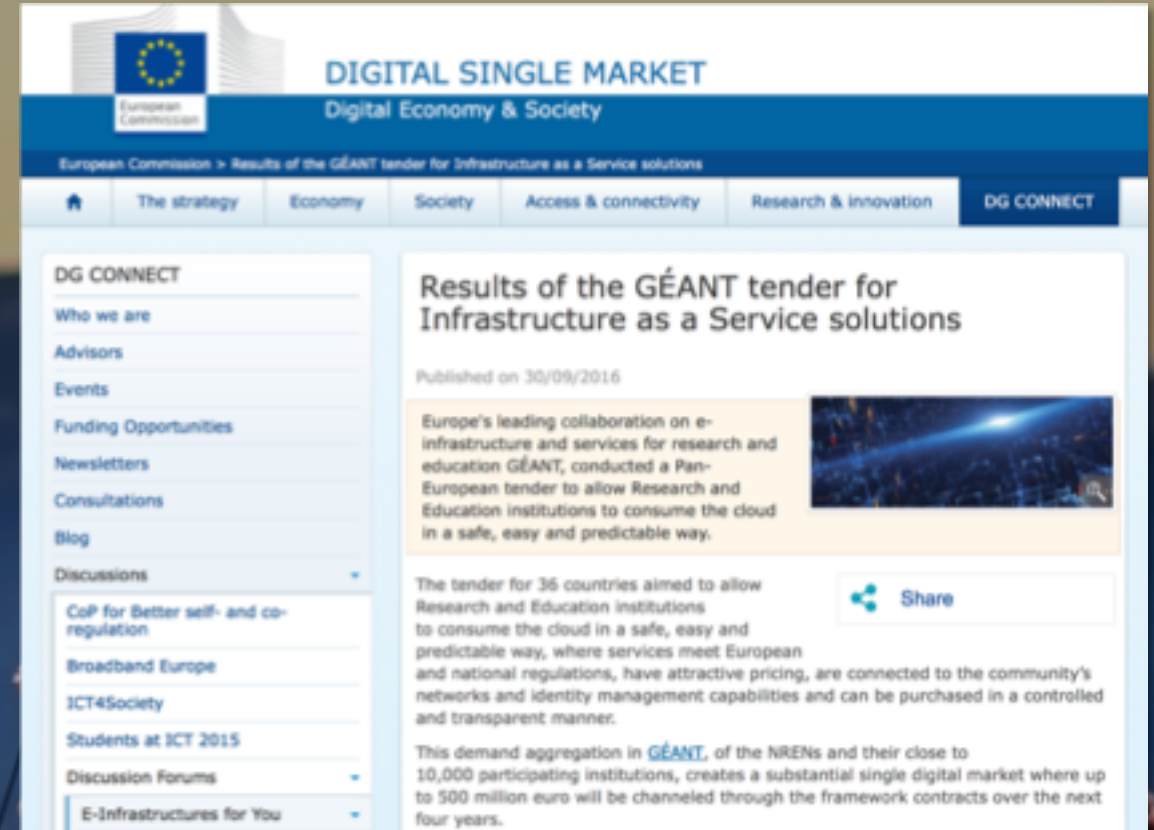 European
Commission
DIGITAL SINGLE MARKET
Digital Economy & Society
European Commission > Results of the GÉANT tender for Infrastructure as a Service solutions
The strategy
Economy
Society
Access & connectivity
Research & innovation
DG CONNECT
DG CONNECT
Who we are
Advisors
Events
Funding Opportunities
Newsletters
Consultations
Blog
Discussions
CoP for Better self- and co-
regulation
Broadband Europe
ICT4Society
Students at ICT 2015
Discussion Forums
E-Infrastructures for You
Results of the GÉANT tender for
Infrastructure as a Service solutions
Published on 30/09/2016
Europe's leading collaboration on e-
infrastructure and services for research and
education GÉANT, conducted a Pan-
European tender to allow Research and
Education institutions to consume the cloud
in a safe, easy and predictable way.
The tender for 36 countries aimed to allow
Research and Education institutions
to consume the cloud in a safe, easy and
predictable way, where services meet European
and national regulations, have attractive pricing, are connected to the community's
networks and identity management capabilities and can be purchased in a controlled
and transparent manner.
Share
This demand aggregation in GÉANT, of the NRENs and their close to
10,000 participating institutions, creates a substantial single digital market where up
to 500 million euro will be channeled through the framework contracts over the next
four years.